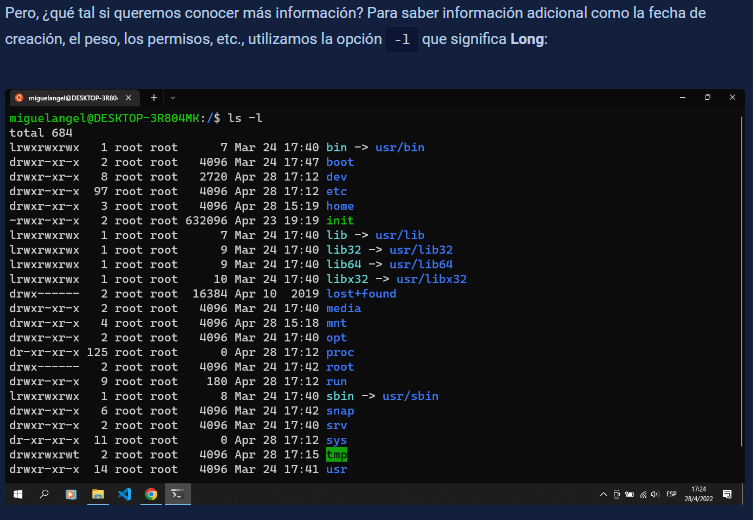 Pero, ¿qué tal si queremos conocer más información? Para saber información adicional como la fecha de
creación, el peso, los permisos, etc., utilizamos la opción -l que significa Long:
miguelangel@DESKTOP-3R804
miguelangel@DESKTOP-3R804MK:/$ ls -l
total 684
lrwxrwxrwx 1 root root 7 Mar 24 17:40 bin -> usr/bin
drwxr-xr-x 2 root root 4096 Mar 24 17:47 boot
drwxr-xr-x 8 root root 2720 Apr 28 17:12 dev
drwxr-xr-x 97 root root 4096 Apr 28 17:12 etc
drwxr-xr-x 3 root root 4096 Apr 28 15:19 home
-rwxr-xr-x 2 root root 632096 Apr 23 19:19 init
lrwxrwxrwx 1 root root 7 Mar 24 17:40 lib -> usr/lib
lrwxrwxrwx 1 root root 9 Mar 24 17:40 lib32 -> usr/lib32
lrwxrwxrwx 1 root root 9 Mar 24 17:40 lib64 -> usr/lib64
lrwxrwxrwx 1 root root 10 Mar 24 17:40 libx32 -> usr/libx32
drwx------ 2 root root 16384 Apr 10 2019 lost+found
drwxr-xr-x 2 root root 4096 Mar 24 17:40 media
drwxr-xr-x 4 root root 4096 Apr 28 15:18 mnt
drwxr-xr-x 2 root root 4096 Mar 24 17:40 opt
dr-xr-xr-x 125 root root 0 Apr 28 17:12 proc
drwx------ 2 root root 4096 Mar 24 17:42 root
drwxr-xr-x 9 root root 180 Apr 28 17:12 run
lrwxrwxrwx 1 root root 8 Mar 24 17:40 sbin -> usr/sbin
drwxr-xr-x 6 root root 4096 Mar 24 17:42 snap
drwxr-xr-x 2 root root 4096 Mar 24 17:40 srv
dr-xr-xr-x 11 root root 0 Apr 28 17:12 sys
drwxrwxrwt 2 root root 4096 Apr 28 17:15 tmp
drwxr-xr-x 14 root root 4096 Mar 24 17:41 usr
ESP
17:24
28/4/2022